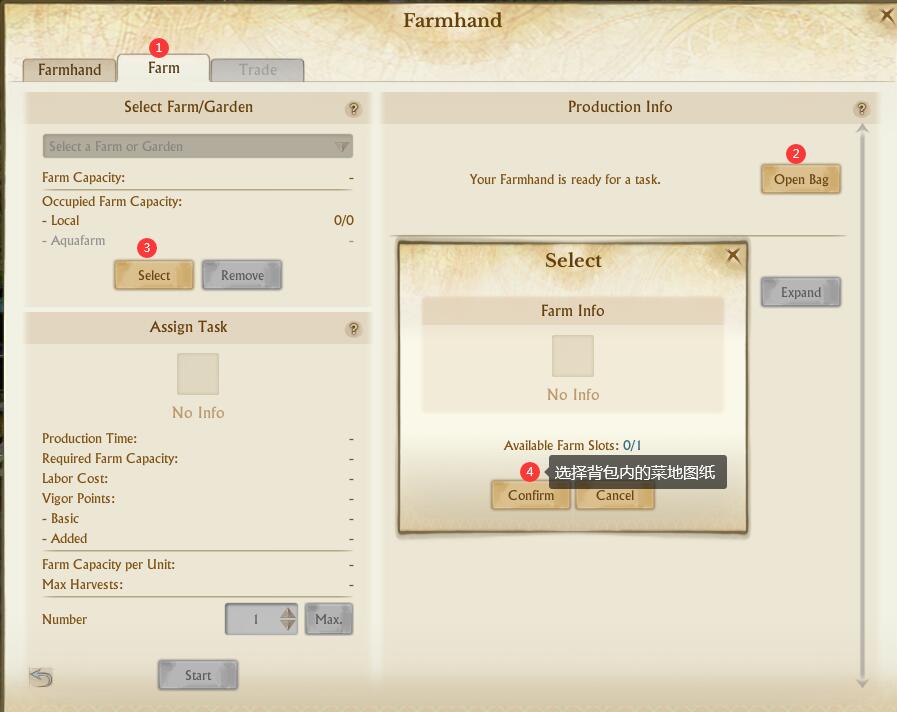 Farmhand
1
Farmhand
Farm
Trade
Select Farm/Garden
?
Select a Farm or Garden
Farm Capacity: -
Occupied Farm Capacity:
- Local 0/0
- Aquafarm -
3
Select
Remove
Assign Task
?
No Info
Production Time: -
Required Farm Capacity: -
Labor Cost: -
Vigor Points: -
- Basic -
- Added -
Farm Capacity per Unit: -
Max Harvests: -
Number 1 Max.
Start
Production Info
?
2
Your Farmhand is ready for a task.
Open Bag
Expand
Select
Farm Info
No Info
Available Farm Slots: 0/1
4 选择背包内的菜地图纸
Confirm
Cancel